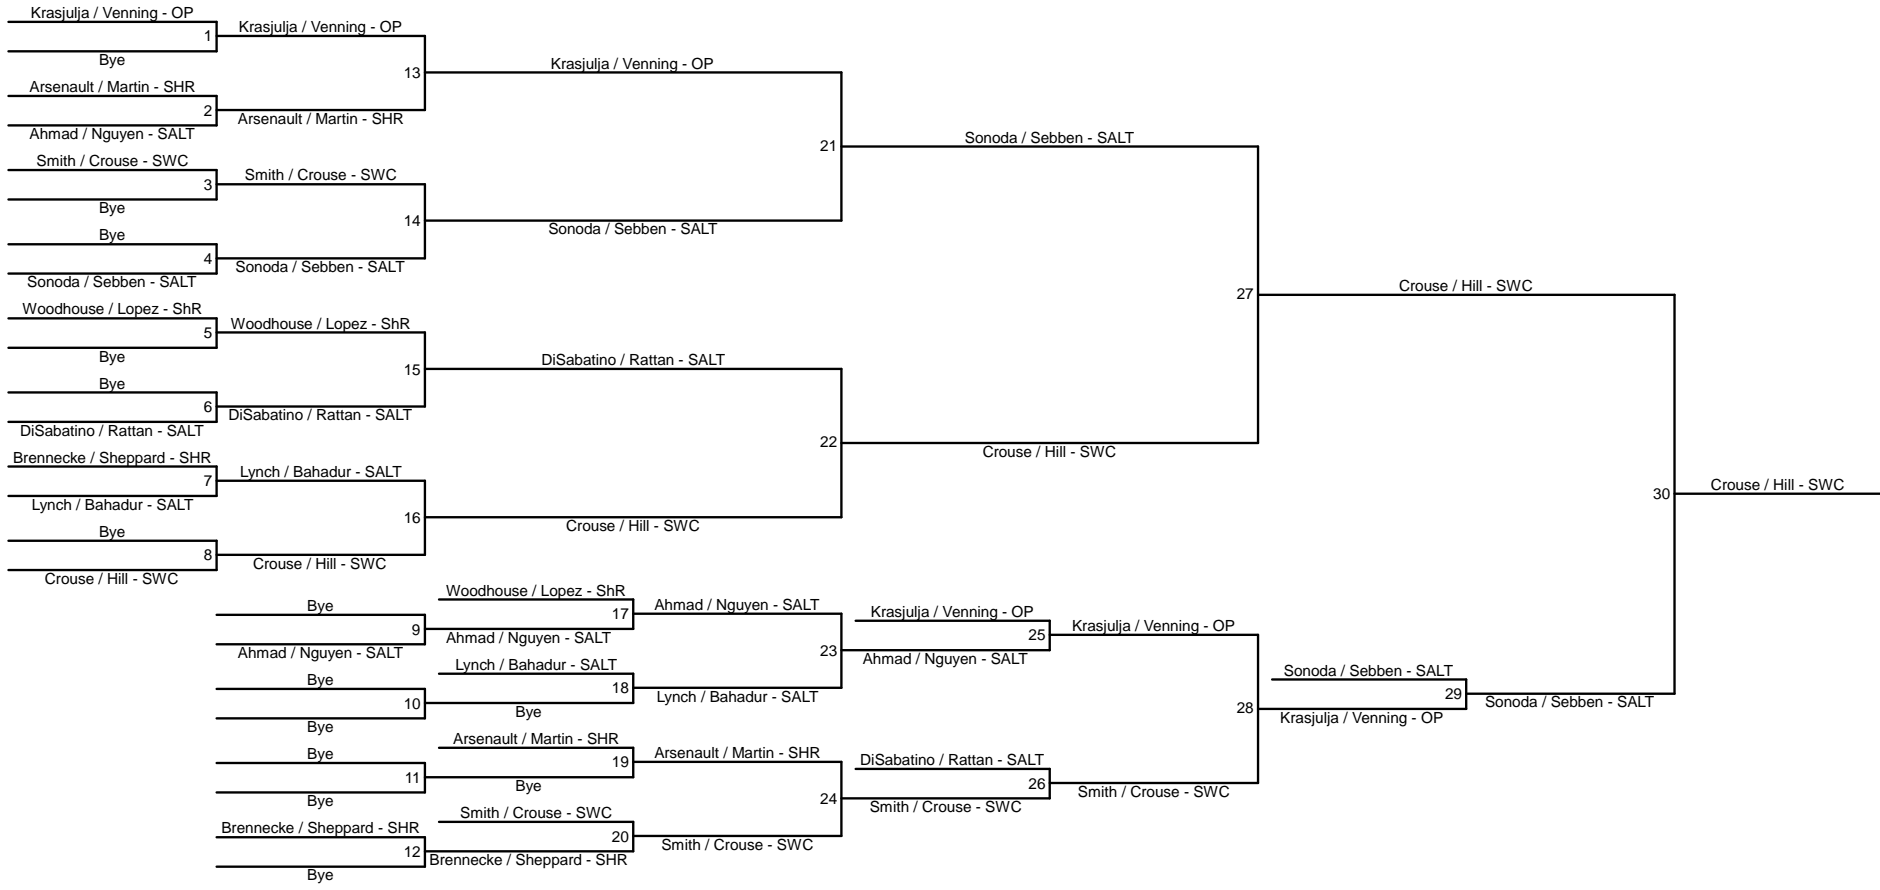 Krasjulja / Venning - OP
1
Bye
Krasjulja / Venning - OP
13
Arsenault / Martin - SHR
2
Ahmad / Nguyen - SALT
Arsenault / Martin - SHR
Krasjulja / Venning - OP
21
Smith / Crouse - SWC
3
Bye
Smith / Crouse - SWC
14
Bye
4
Sonoda / Sebben - SALT
Sonoda / Sebben - SALT
Sonoda / Sebben - SALT
Sonoda / Sebben - SALT
27
Woodhouse / Lopez - ShR
5
Bye
Woodhouse / Lopez - ShR
15
Bye
6
DiSabatino / Rattan - SALT
DiSabatino / Rattan - SALT
DiSabatino / Rattan - SALT
22
Brennecke / Sheppard - SHR
7
Lynch / Bahadur - SALT
Lynch / Bahadur - SALT
16
Bye
8
Crouse / Hill - SWC
Crouse / Hill - SWC
Crouse / Hill - SWC
Crouse / Hill - SWC
Crouse / Hill - SWC
30
Crouse / Hill - SWC
Bye
9
Ahmad / Nguyen - SALT
Woodhouse / Lopez - ShR
17
Ahmad / Nguyen - SALT
Ahmad / Nguyen - SALT
23
Bye
10
Bye
Lynch / Bahadur - SALT
18
Bye
Lynch / Bahadur - SALT
Krasjulja / Venning - OP
25
Ahmad / Nguyen - SALT
Krasjulja / Venning - OP
28
Bye
11
Bye
Arsenault / Martin - SHR
19
Bye
Arsenault / Martin - SHR
24
Bye
Brennecke / Sheppard - SHR
12
Smith / Crouse - SWC
20
Brennecke / Sheppard - SHR
Smith / Crouse - SWC
DiSabatino / Rattan - SALT
26
Smith / Crouse - SWC
Smith / Crouse - SWC
Sonoda / Sebben - SALT
29
Krasjulja / Venning - OP
Sonoda / Sebben - SALT